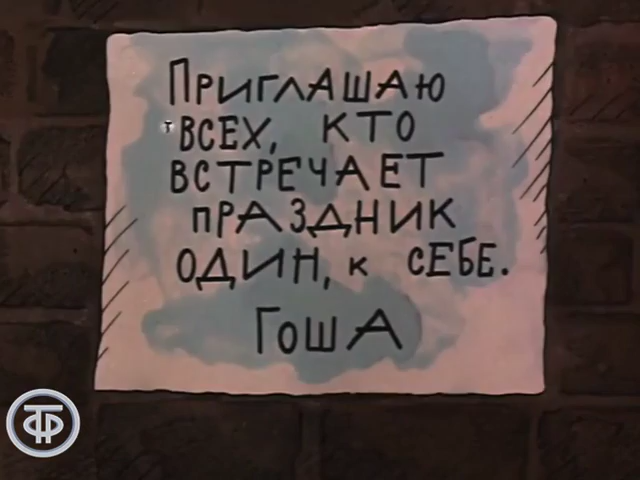 Приглашаю
всех, кто
встречает
праздник
один, к себе.
Гоша